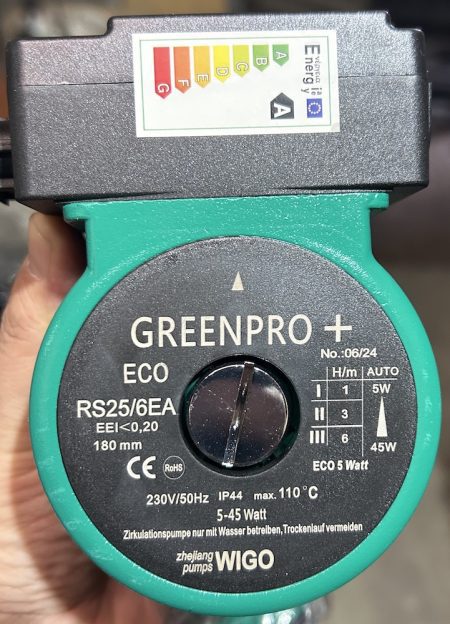 A
B
C
D
E
F
G
Energy
A
GREENPRO +
No.:06/24
ECO
RS25/6EA
EEI<0,20
180 mm
CE RoHS
H/m AUTO
I 1 5W
II 3
III 6 45W
ECO 5 Watt
230V/50Hz IP44 max. 110 °C
5-45 Watt
Zirkulationspumpe nur mit Wasser betreiben,Trockenlauf vermeiden
zhejiang
pumps WIGO